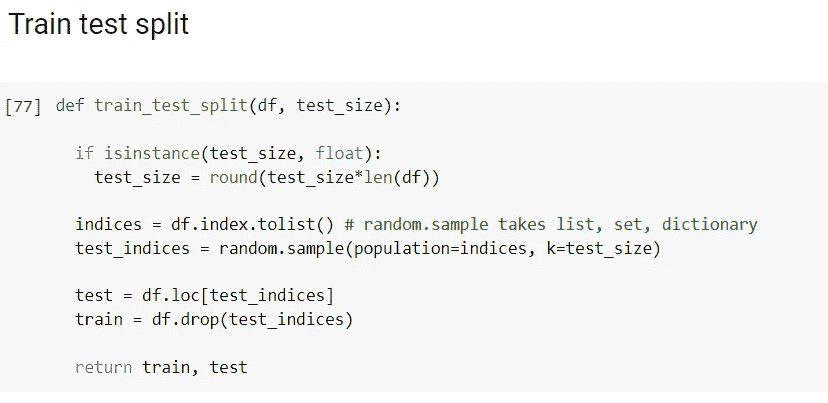 Train test split
[77] def train_test_split(df, test_size):
if isinstance(test_size, float):
test_size = round(test_size*len(df))
indices = df.index.tolist() # random.sample takes list, set, dictionary
test_indices = random.sample(population=indices, k=test_size)
test = df.loc[test_indices]
train = df.drop(test_indices)
return train, test